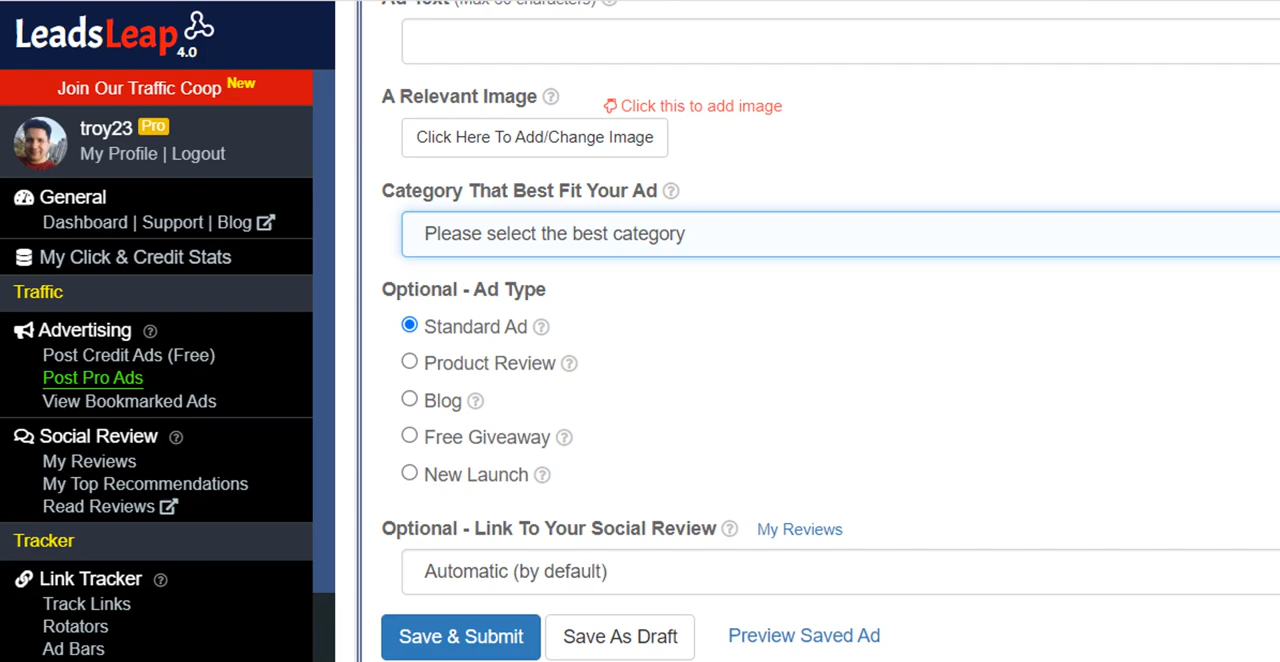 LeadsLeap 4.0
Join Our Traffic Coop New
troy23 Pro
My Profile | Logout
General
Dashboard | Support | Blog
My Click & Credit Stats
Traffic
Advertising
Post Credit Ads (Free)
Post Pro Ads
View Bookmarked Ads
Social Review
My Reviews
My Top Recommendations
Read Reviews
Tracker
Link Tracker
Track Links
Rotators
Ad Bars
A Relevant Image
Click this to add image
Click Here To Add/Change Image
Category That Best Fit Your Ad
Please select the best category
Optional - Ad Type
Standard Ad
Product Review
Blog
Free Giveaway
New Launch
Optional - Link To Your Social Review My Reviews
Automatic (by default)
Save & Submit Save As Draft Preview Saved Ad